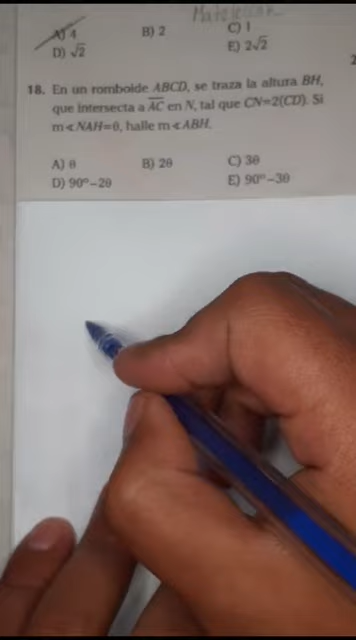 A) 4 B) 2 C) 1
D) √2 E) 2√2
18. En un romboide ABCD, se traza la altura BH,
que intersecta a AC en N, tal que CN=2(CD). Si
m∢NAH=θ, halle m∢ABH.
A) θ B) 2θ C) 3θ
D) 90°−2θ E) 90°−3θ